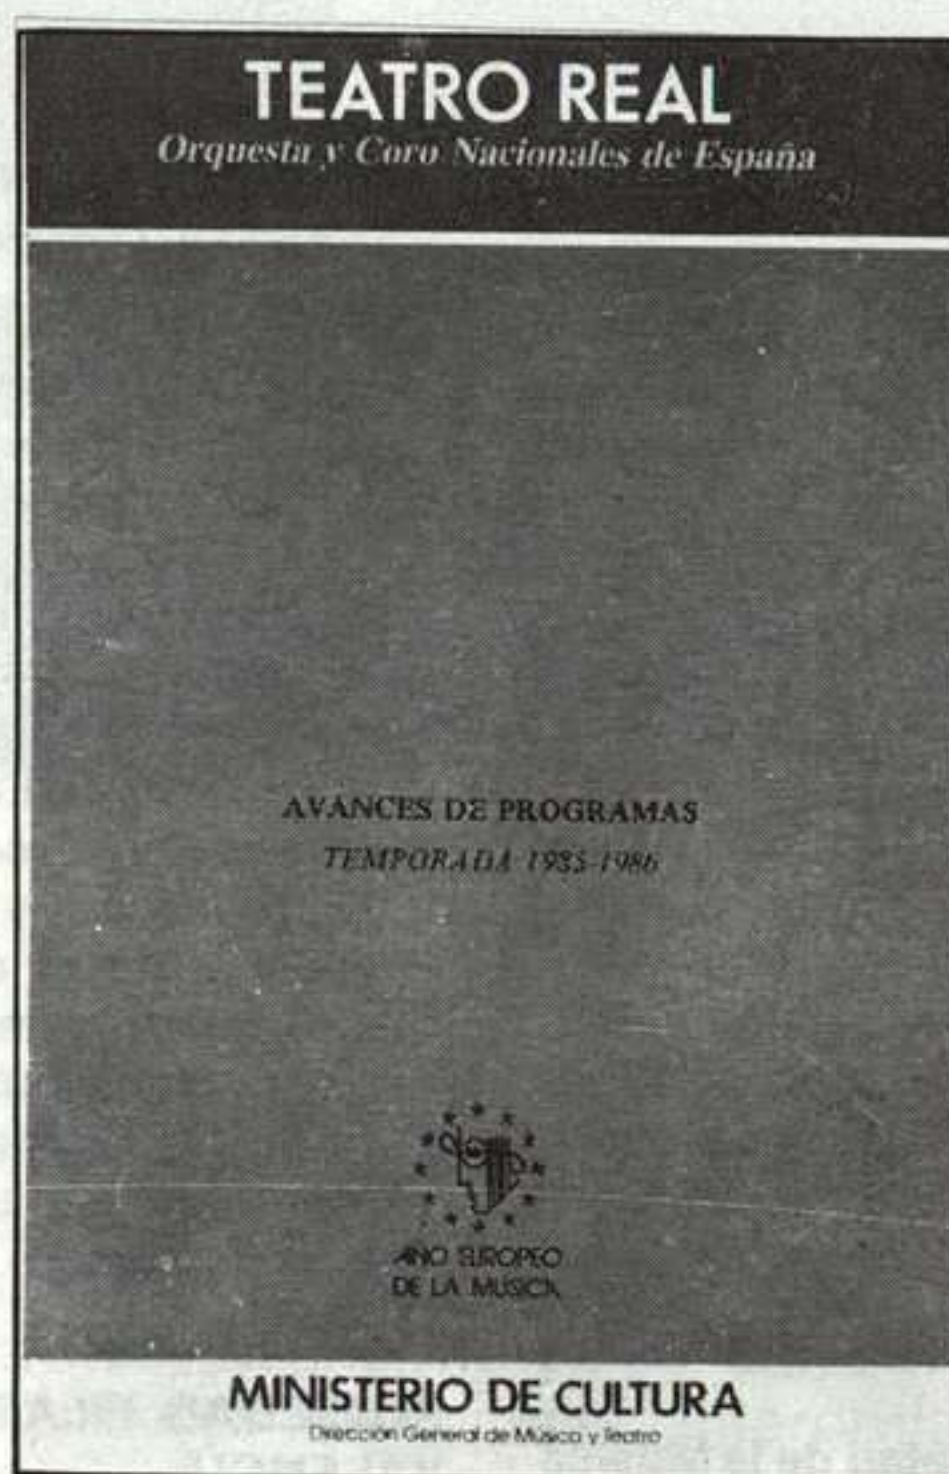 TEATRO REAL
Orquesta y Coro Nacionales de España
AVANCES DE PROGRAMAS
TEMPORADA 1985-1986
AÑO EUROPEO
DE LA MÚSICA
MINISTERIO DE CULTURA
Dirección General de Música y Teatro